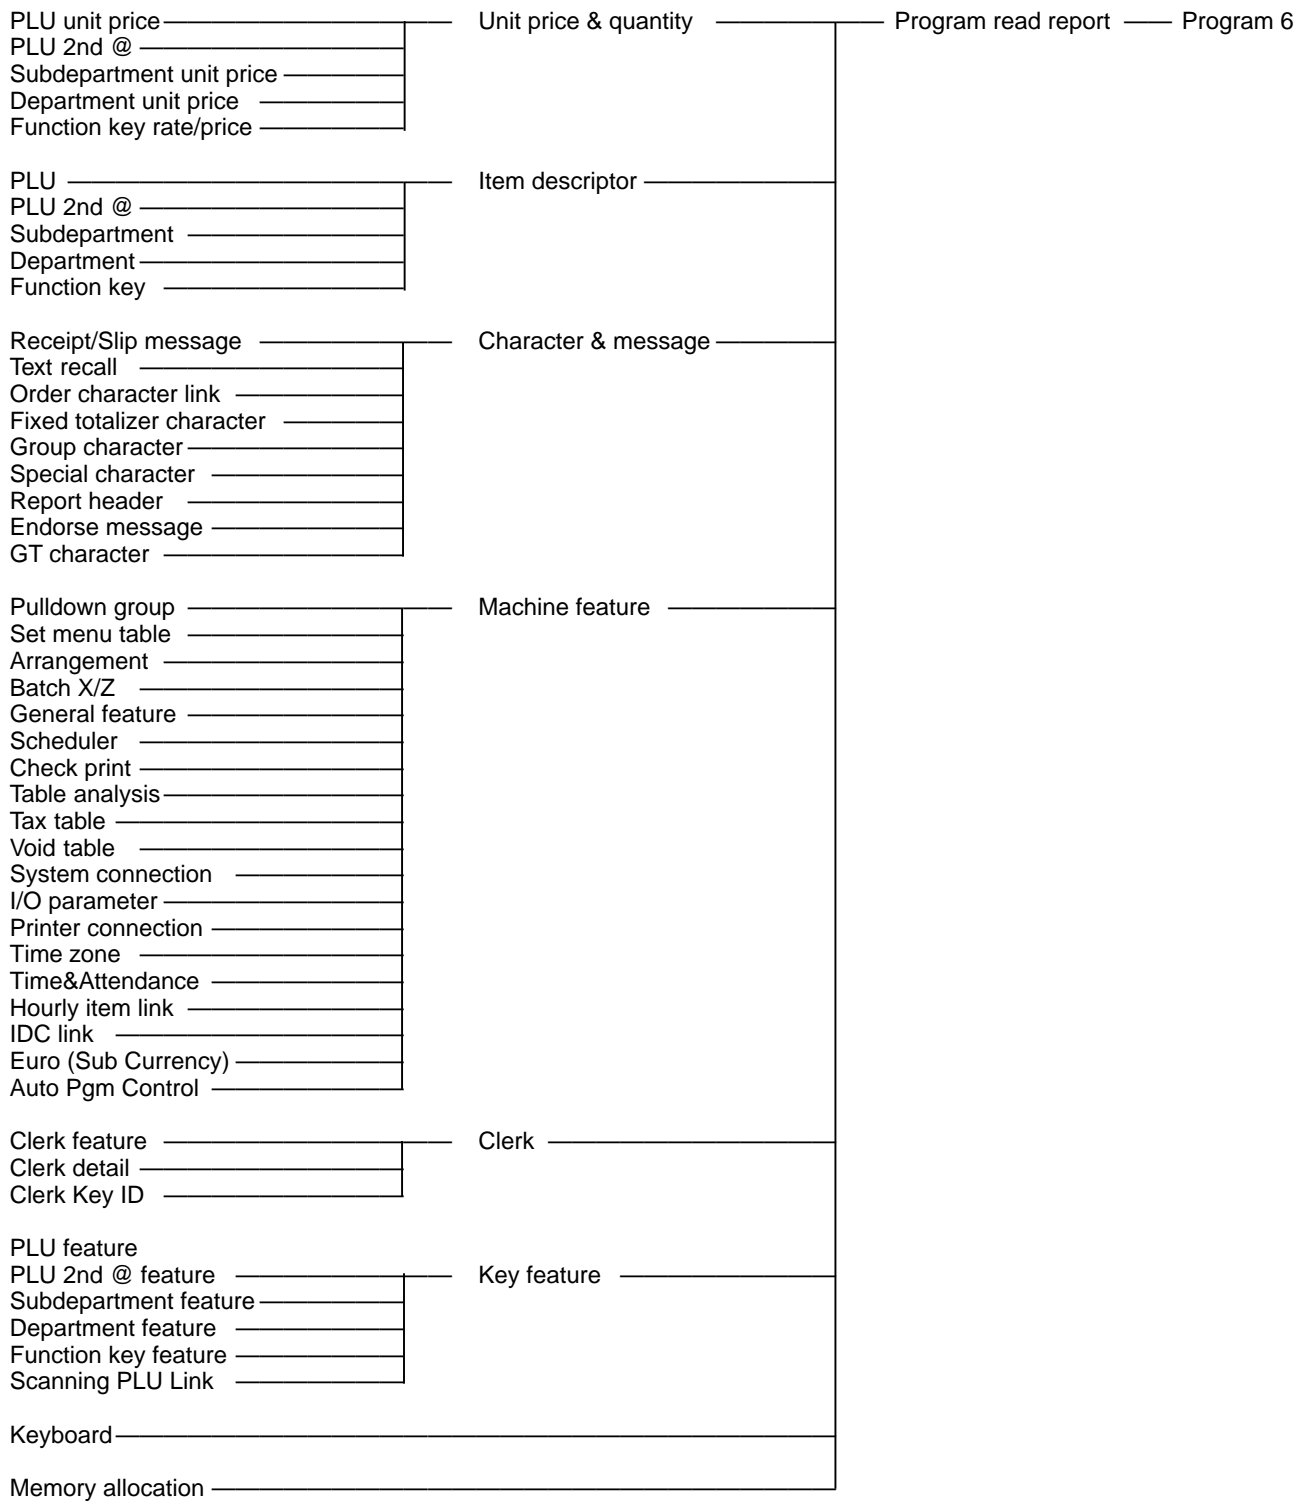 PLU unit price Unit price & quantity Program read report Program 6
PLU 2nd @
Subdepartment unit price
Department unit price
Function key rate/price
PLU Item descriptor
PLU 2nd @
Subdepartment
Department
Function key
Receipt/Slip message Character & message
Text recall
Order character link
Fixed totalizer character
Group character
Special character
Report header
Endorse message
GT character
Pulldown group Machine feature
Set menu table
Arrangement
Batch X/Z
General feature
Scheduler
Check print
Table analysis
Tax table
Void table
System connection
I/O parameter
Printer connection
Time zone
Time&Attendance
Hourly item link
IDC link
Euro (Sub Currency)
Auto Pgm Control
Clerk feature Clerk
Clerk detail
Clerk Key ID
PLU feature
PLU 2nd @ feature Key feature
Subdepartment feature
Department feature
Function key feature
Scanning PLU Link
Keyboard
Memory allocation